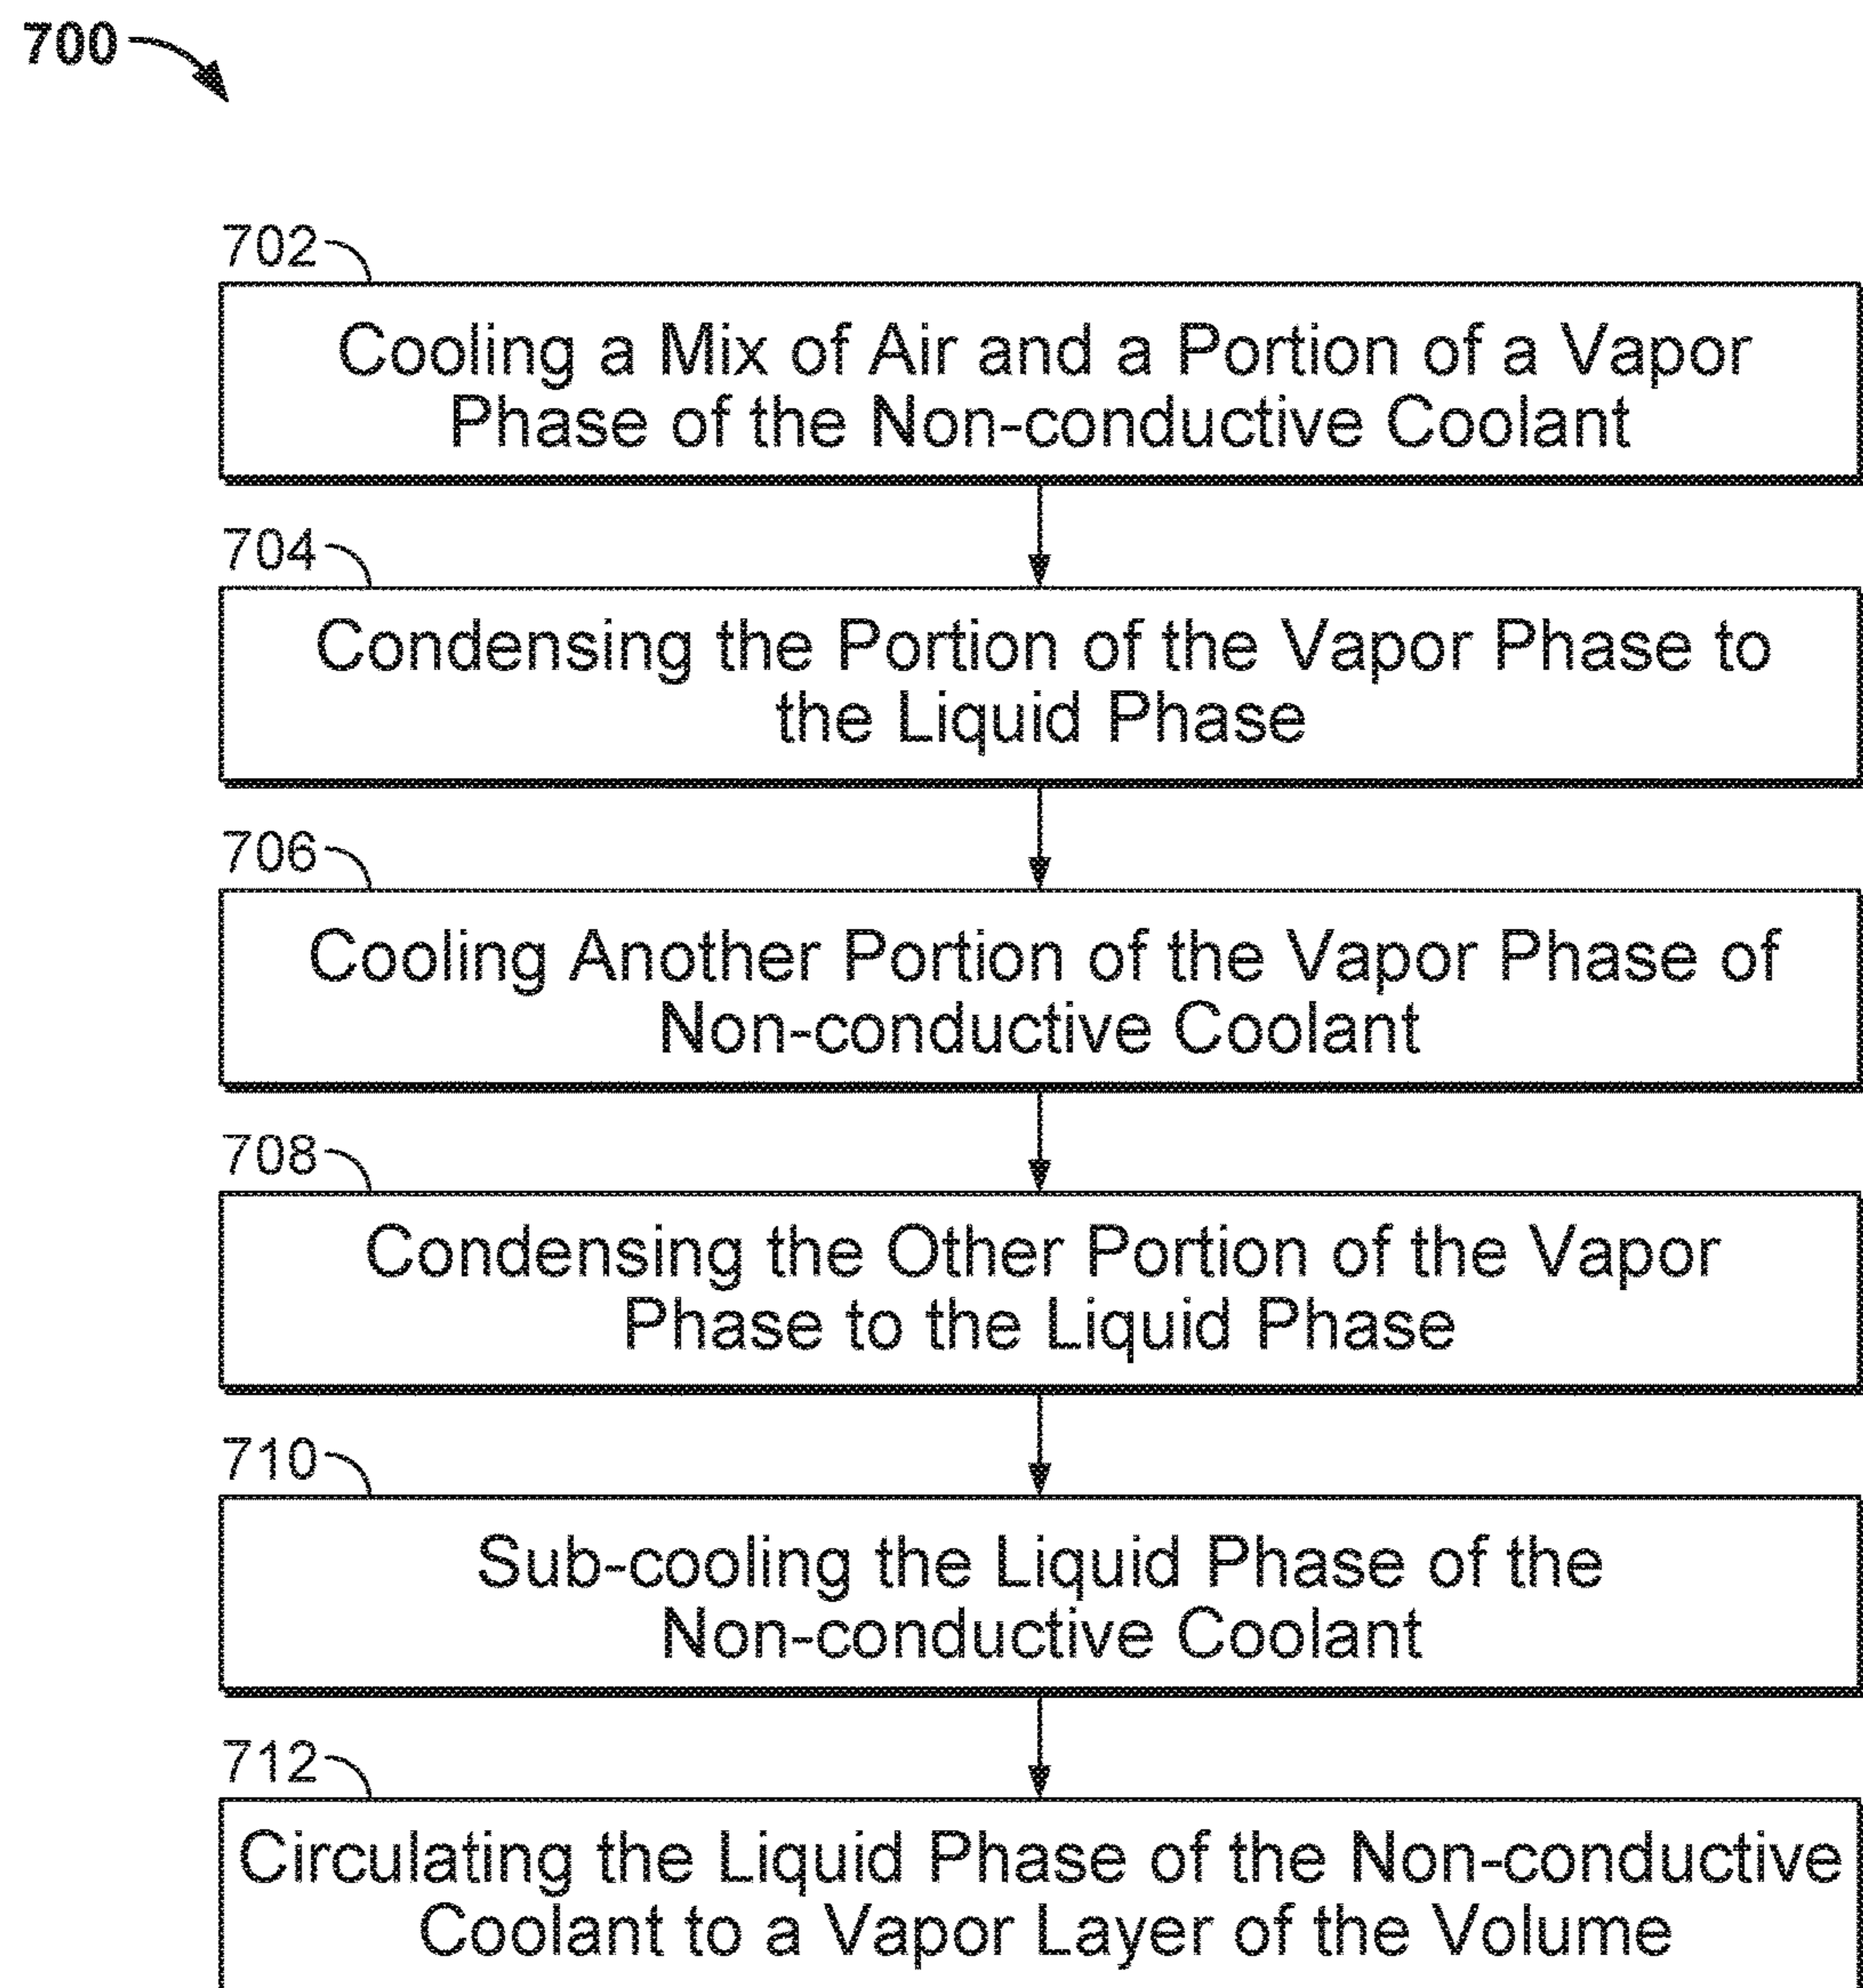 700
702
Cooling a Mix of Air and a Portion of a Vapor
Phase of the Non-conductive Coolant
704
Condensing the Portion of the Vapor Phase to
the Liquid Phase
706
Cooling Another Portion of the Vapor Phase of
Non-conductive Coolant
708
Condensing the Other Portion of the Vapor
Phase to the Liquid Phase
710
Sub-cooling the Liquid Phase of the
Non-conductive Coolant
712
Circulating the Liquid Phase of the Non-conductive
Coolant to a Vapor Layer of the Volume